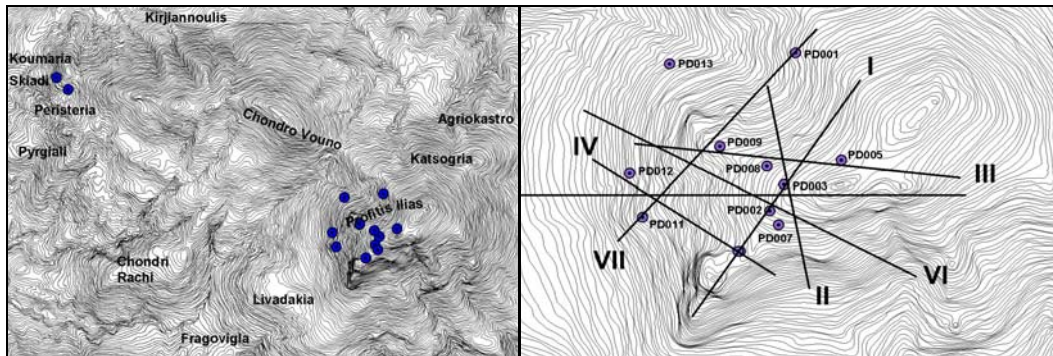 Kirjiannoulis
Koumaria
Skiadi
Peristeria
Chondro Vouno
Agriokastro
Pyrgiali
Katsogria
Profitis Ilias
Chondri
Rachi
Livadakia
Fragovigla
PD001
PD013
I
IV
PD009
PD008
PD005
PD012
III
PD003
PD002
PD011
PD007
VII
VI
II